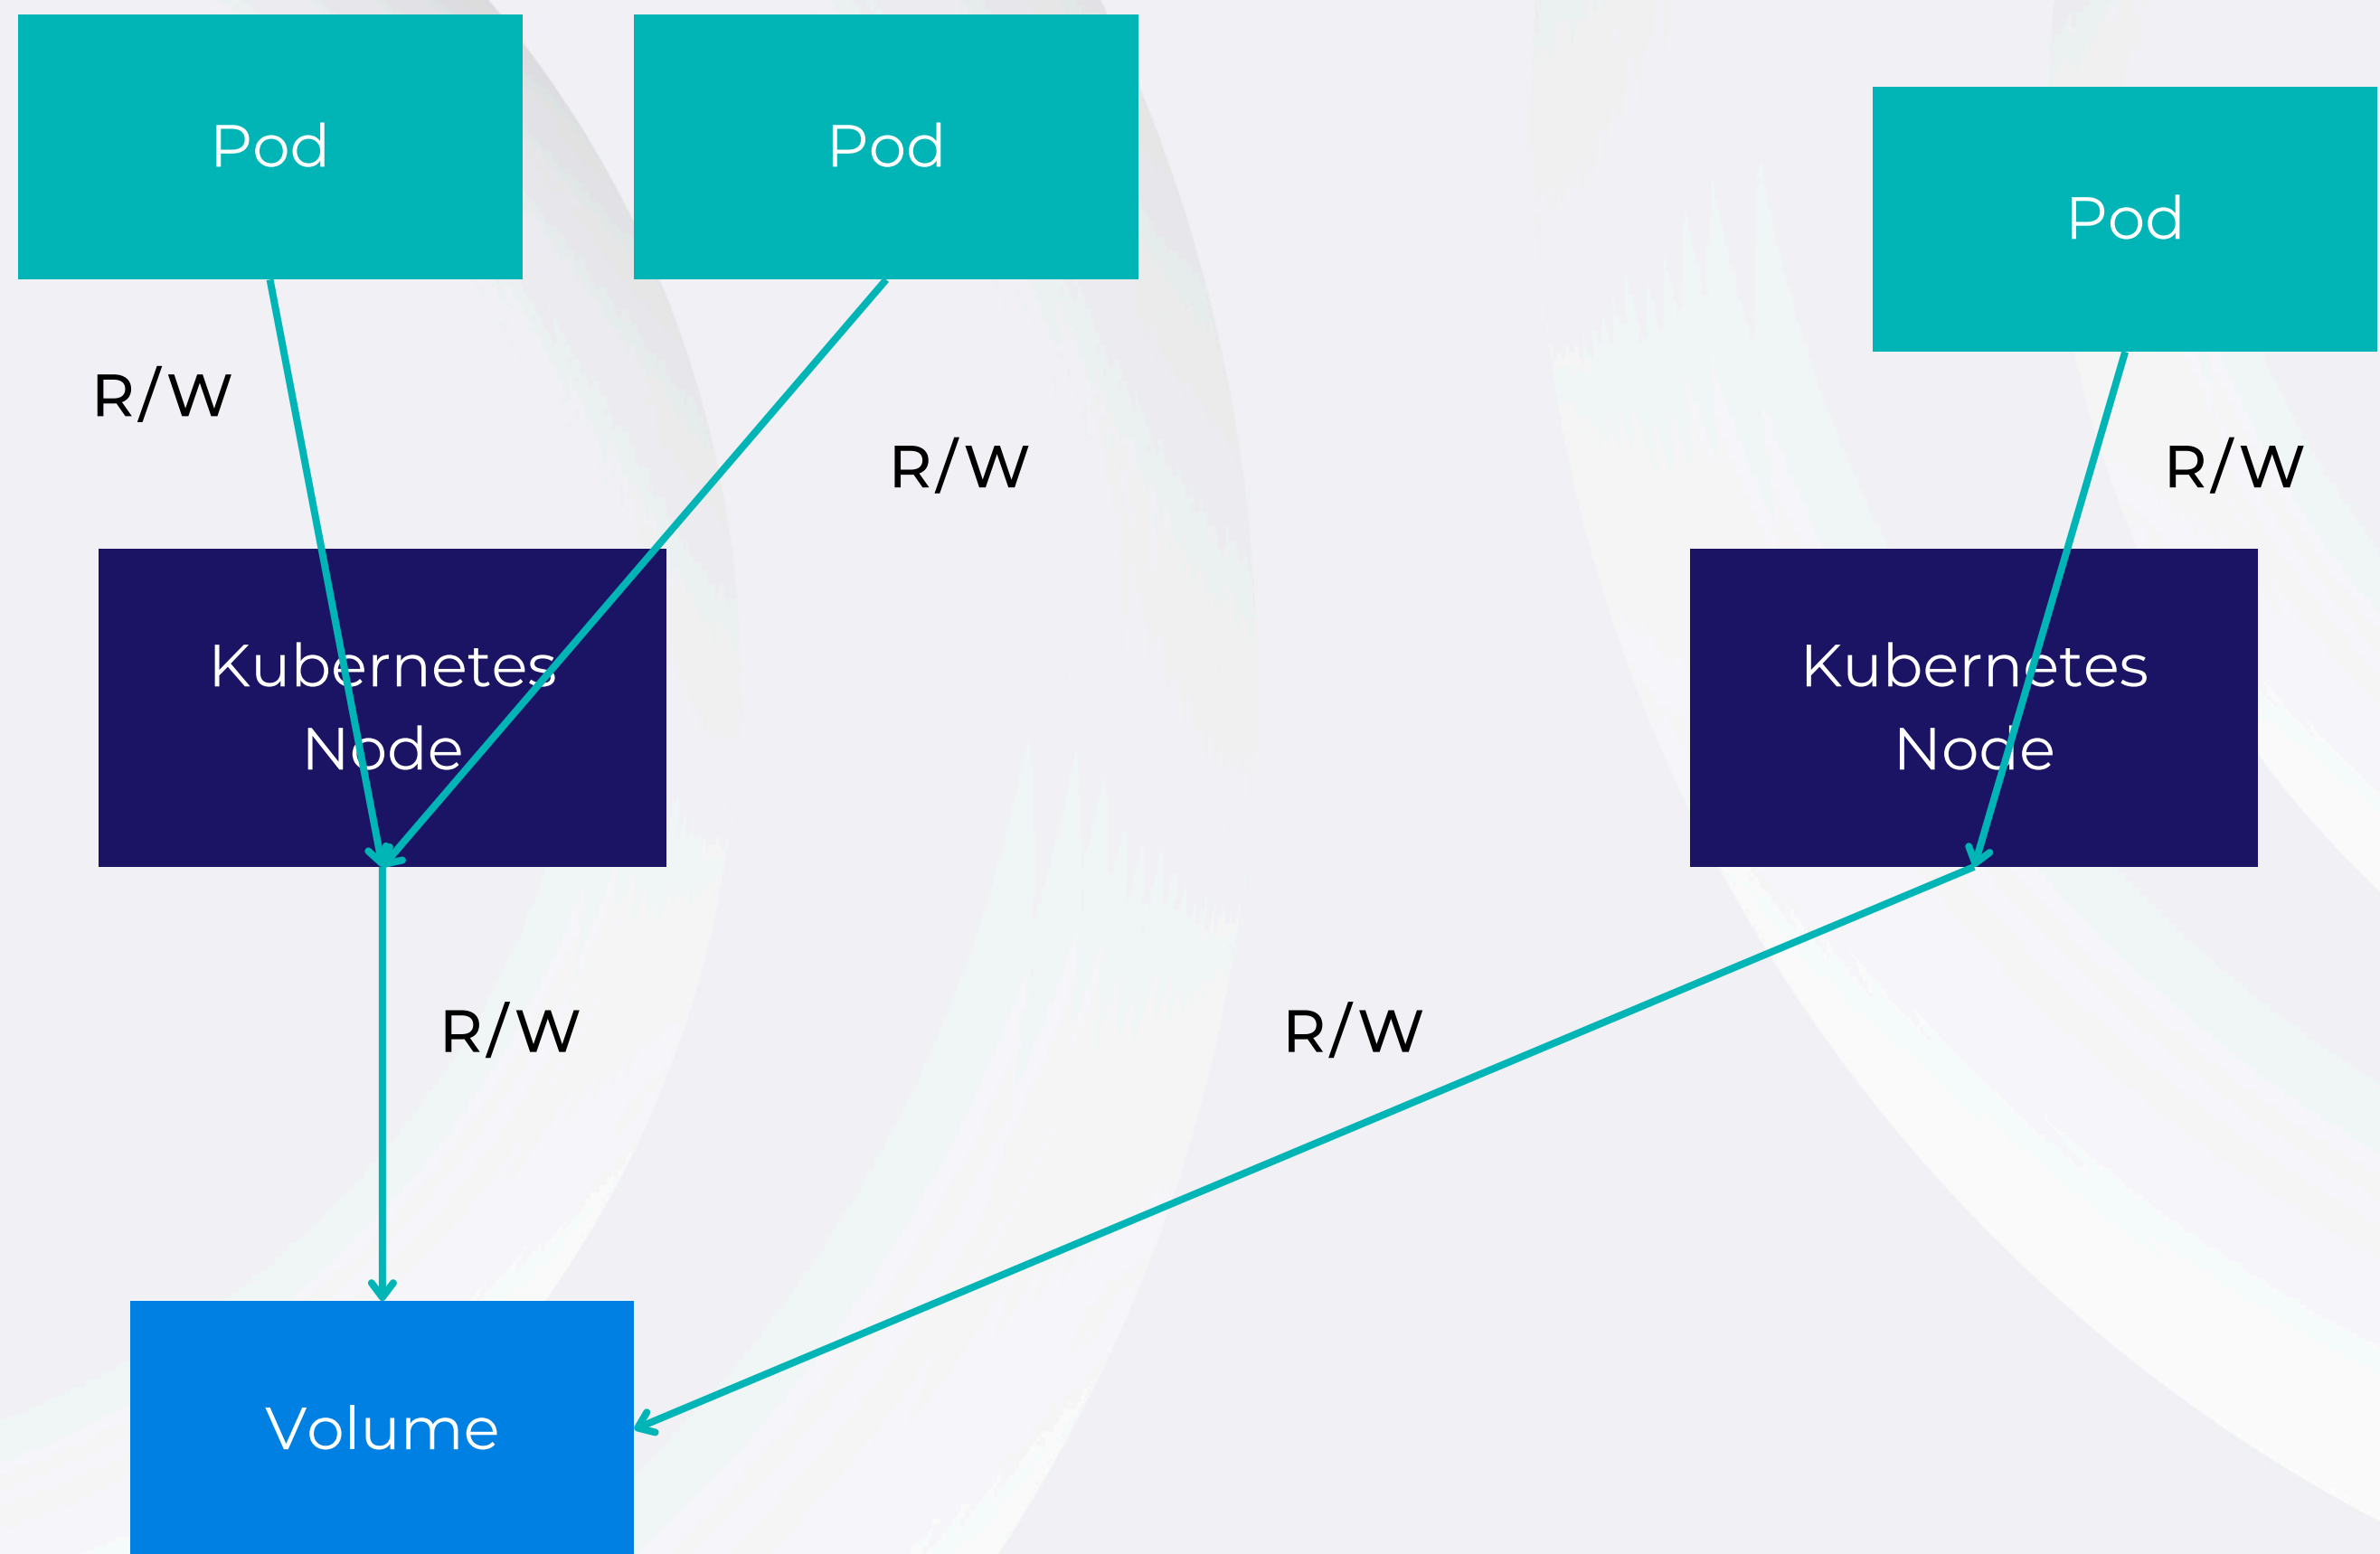 Pod
Pod
Pod
R/W
R/W
R/W
Kubernetes
Node
Kubernetes
Node
R/W
R/W
Volume